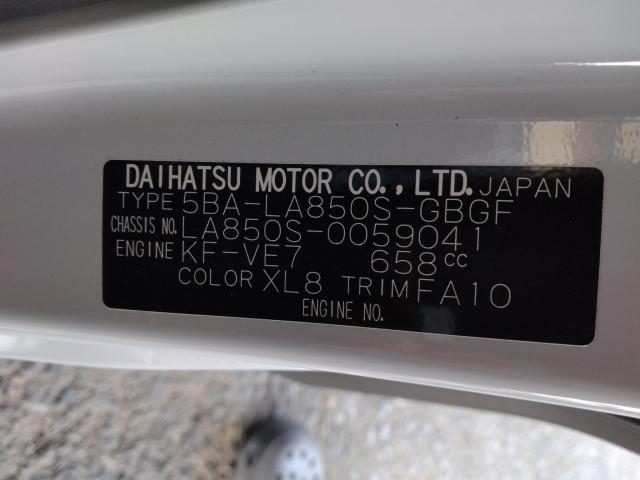 DAIHATSU MOTOR CO., LTD. JAPAN
TYPE 5BA-LA850S-GBGF
CHASSIS NO. LA850S-0059041
ENGINE KF-VE7 658cc
COLOR XL8 TRIM FA10
ENGINE NO.